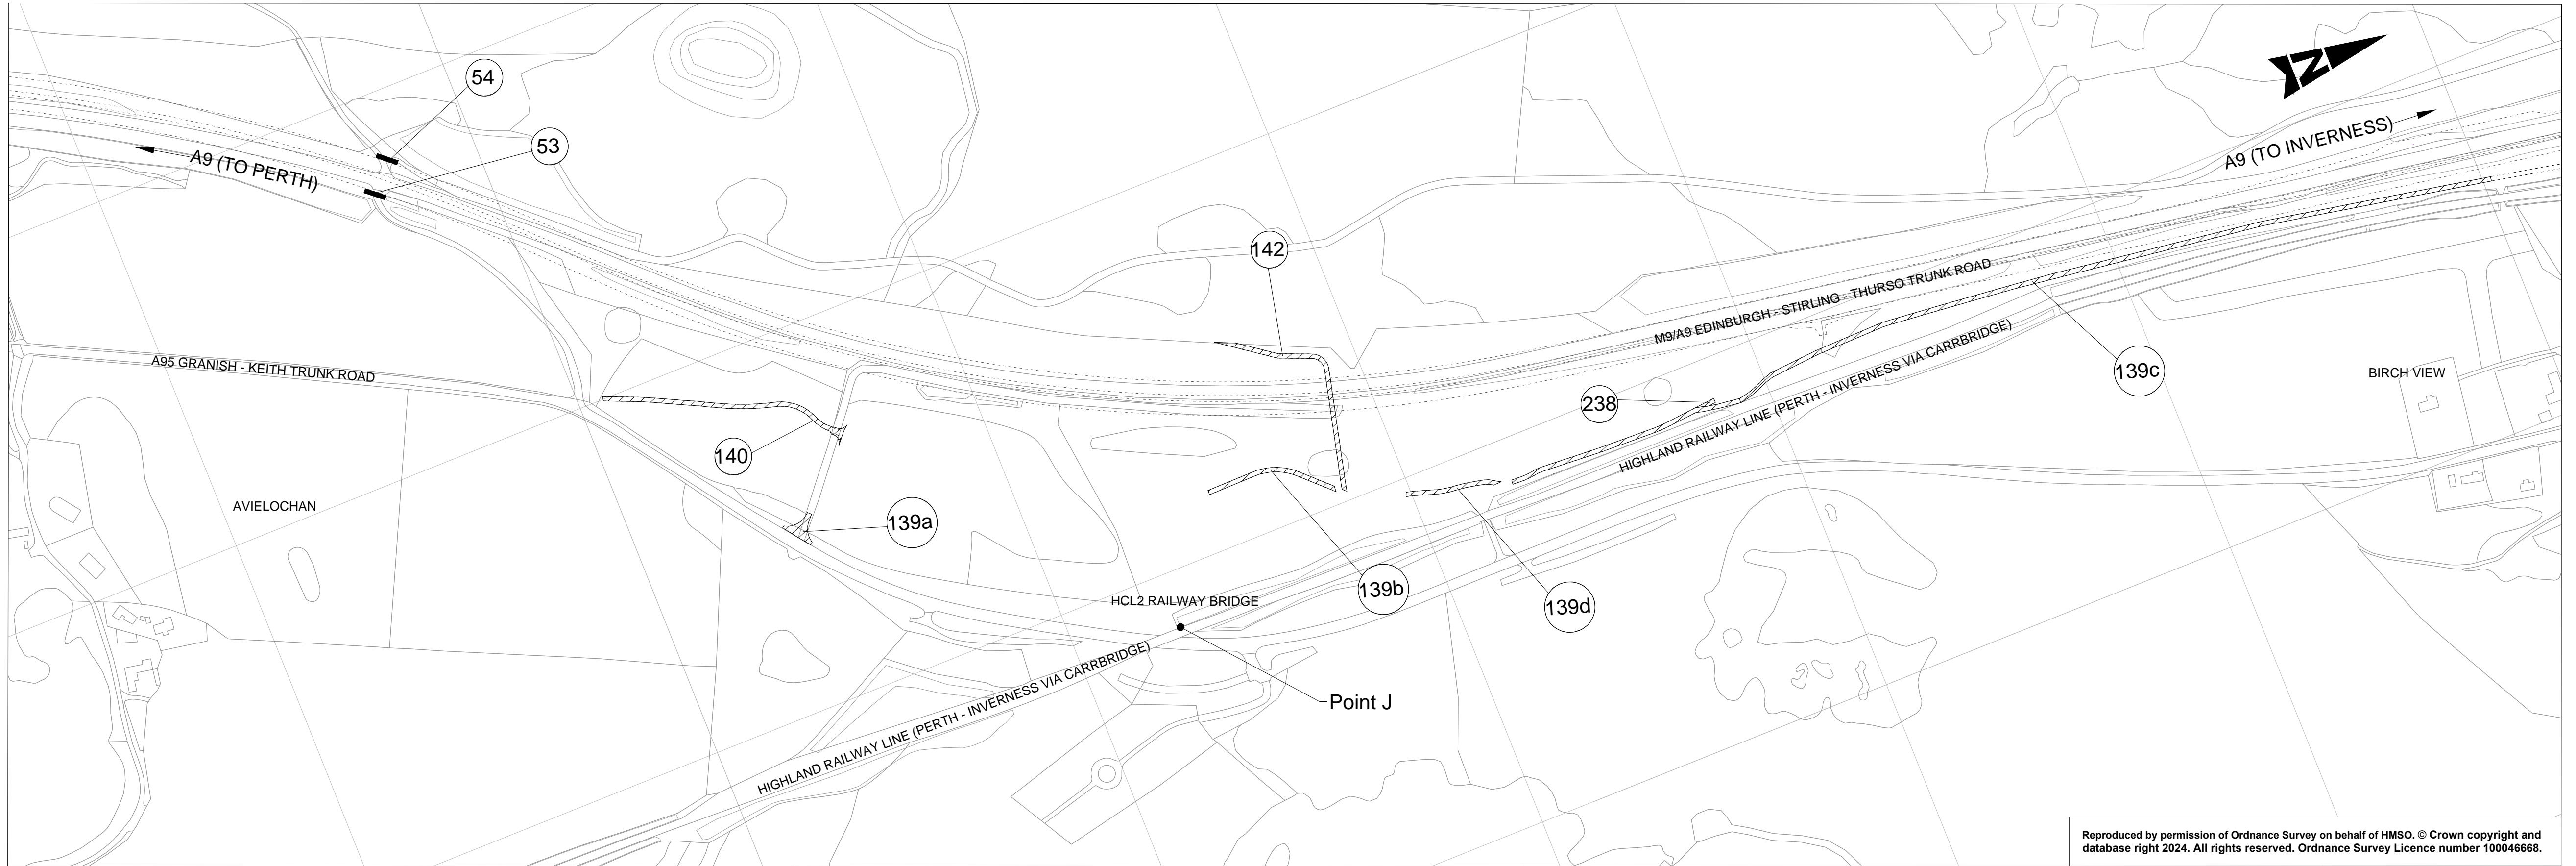 54
53
A9 (TO PERTH)
N
A9 (TO INVERNESS)
142
M9/A9 EDINBURGH - STIRLING - THURSO TRUNK ROAD
A95 GRANISH - KEITH TRUNK ROAD
HIGHLAND RAILWAY LINE (PERTH - INVERNESS VIA CARRBRIDGE)
139c
BIRCH VIEW
238
140
AVIELOCHAN
139a
139b
139d
HCL2 RAILWAY BRIDGE
HIGHLAND RAILWAY LINE (PERTH - INVERNESS VIA CARRBRIDGE)
Point J
Reproduced by permission of Ordnance Survey on behalf of HMSO. © Crown copyright and
database right 2024. All rights reserved. Ordnance Survey Licence number 100046668.